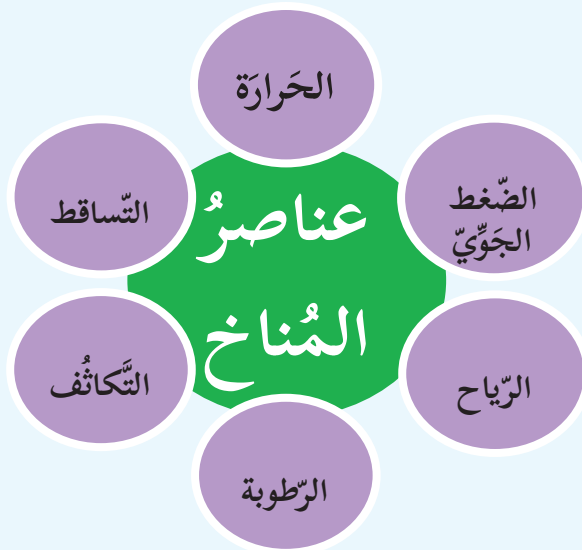 الحَرارَة
الضّغط
الجَوِّيّ
الرّياح
الرّطوبة
التَّكاثُف
التّساقط
عناصرُ
المُناخ